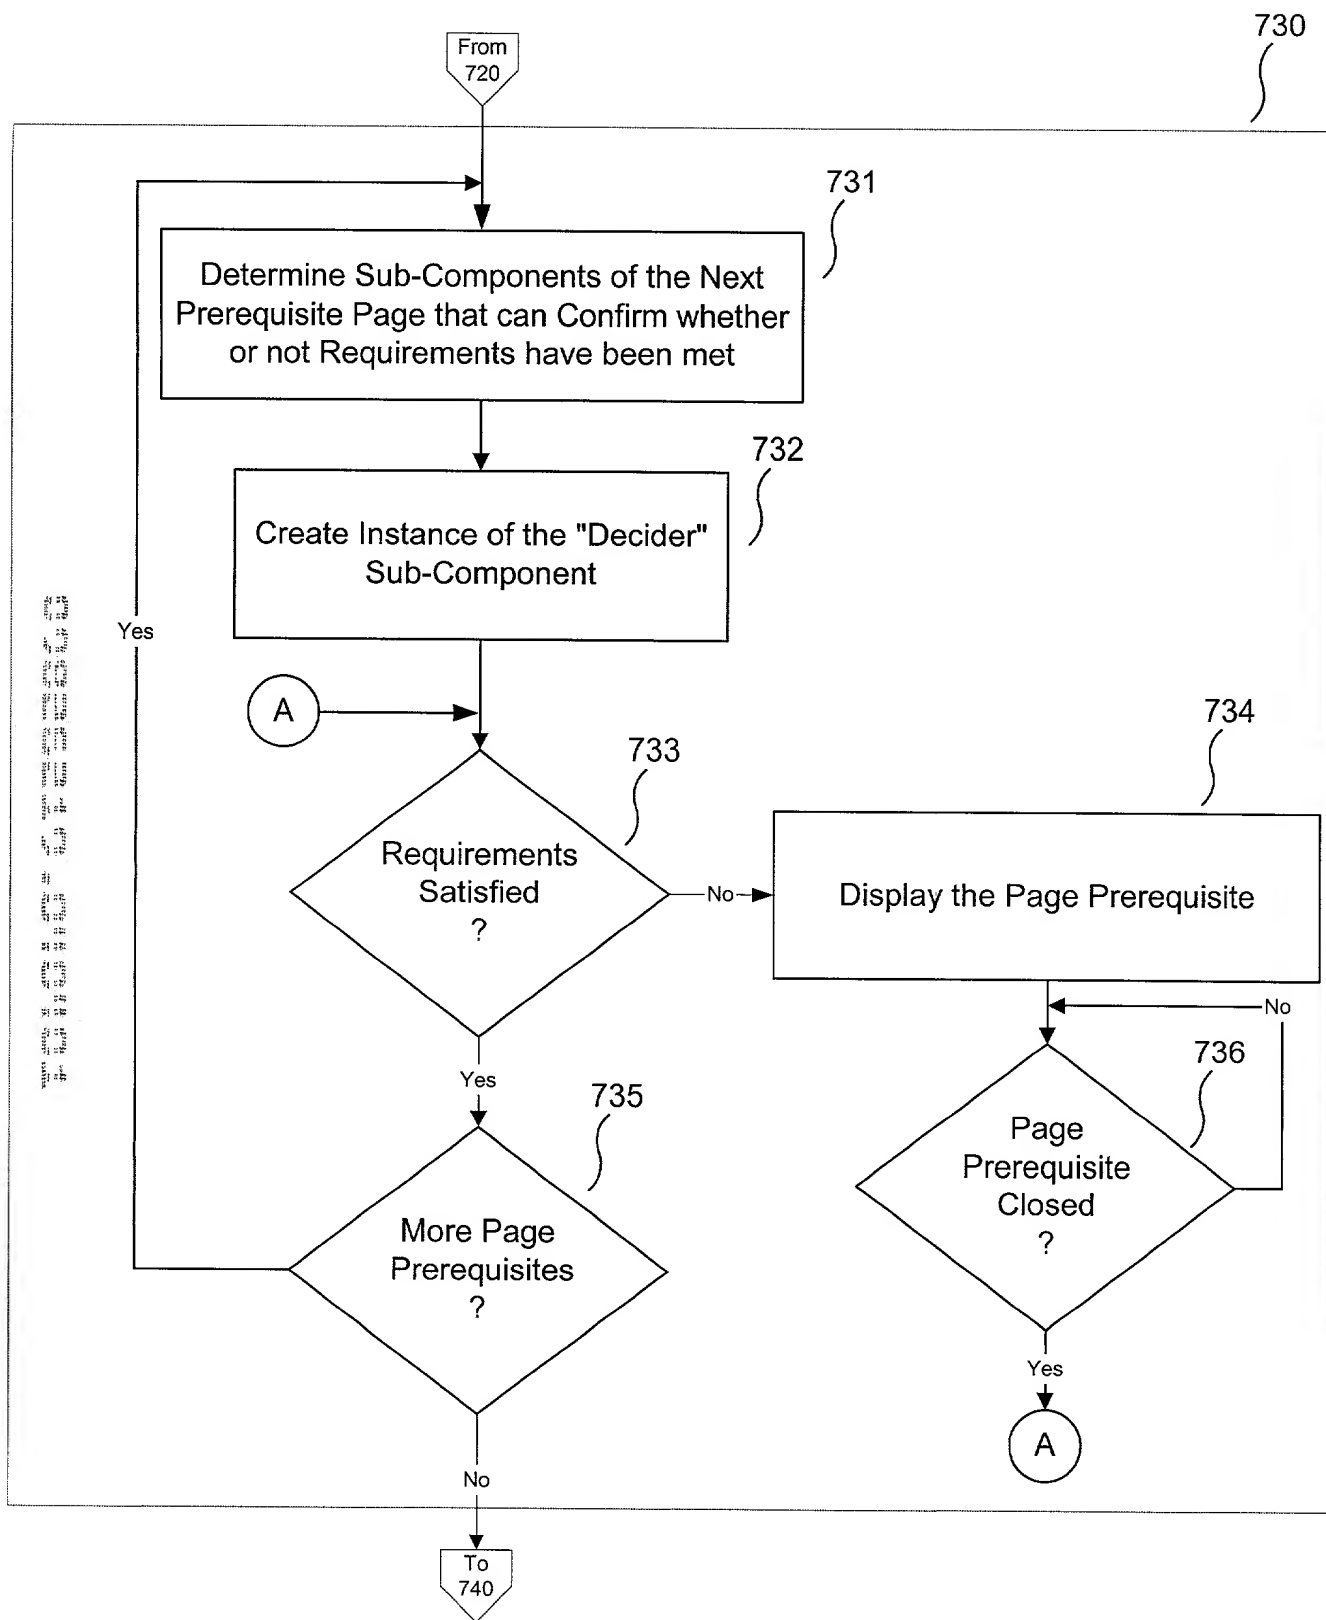 730
From
720
731
Determine Sub-Components of the Next
Prerequisite Page that can Confirm whether
or not Requirements have been met
732
Create Instance of the "Decider"
Sub-Component
Yes
A
733
734
Requirements
Satisfied
?
No
Display the Page Prerequisite
No
Yes
735
736
Page
Prerequisite
Closed
?
More Page
Prerequisites
?
Yes
A
No
To
740